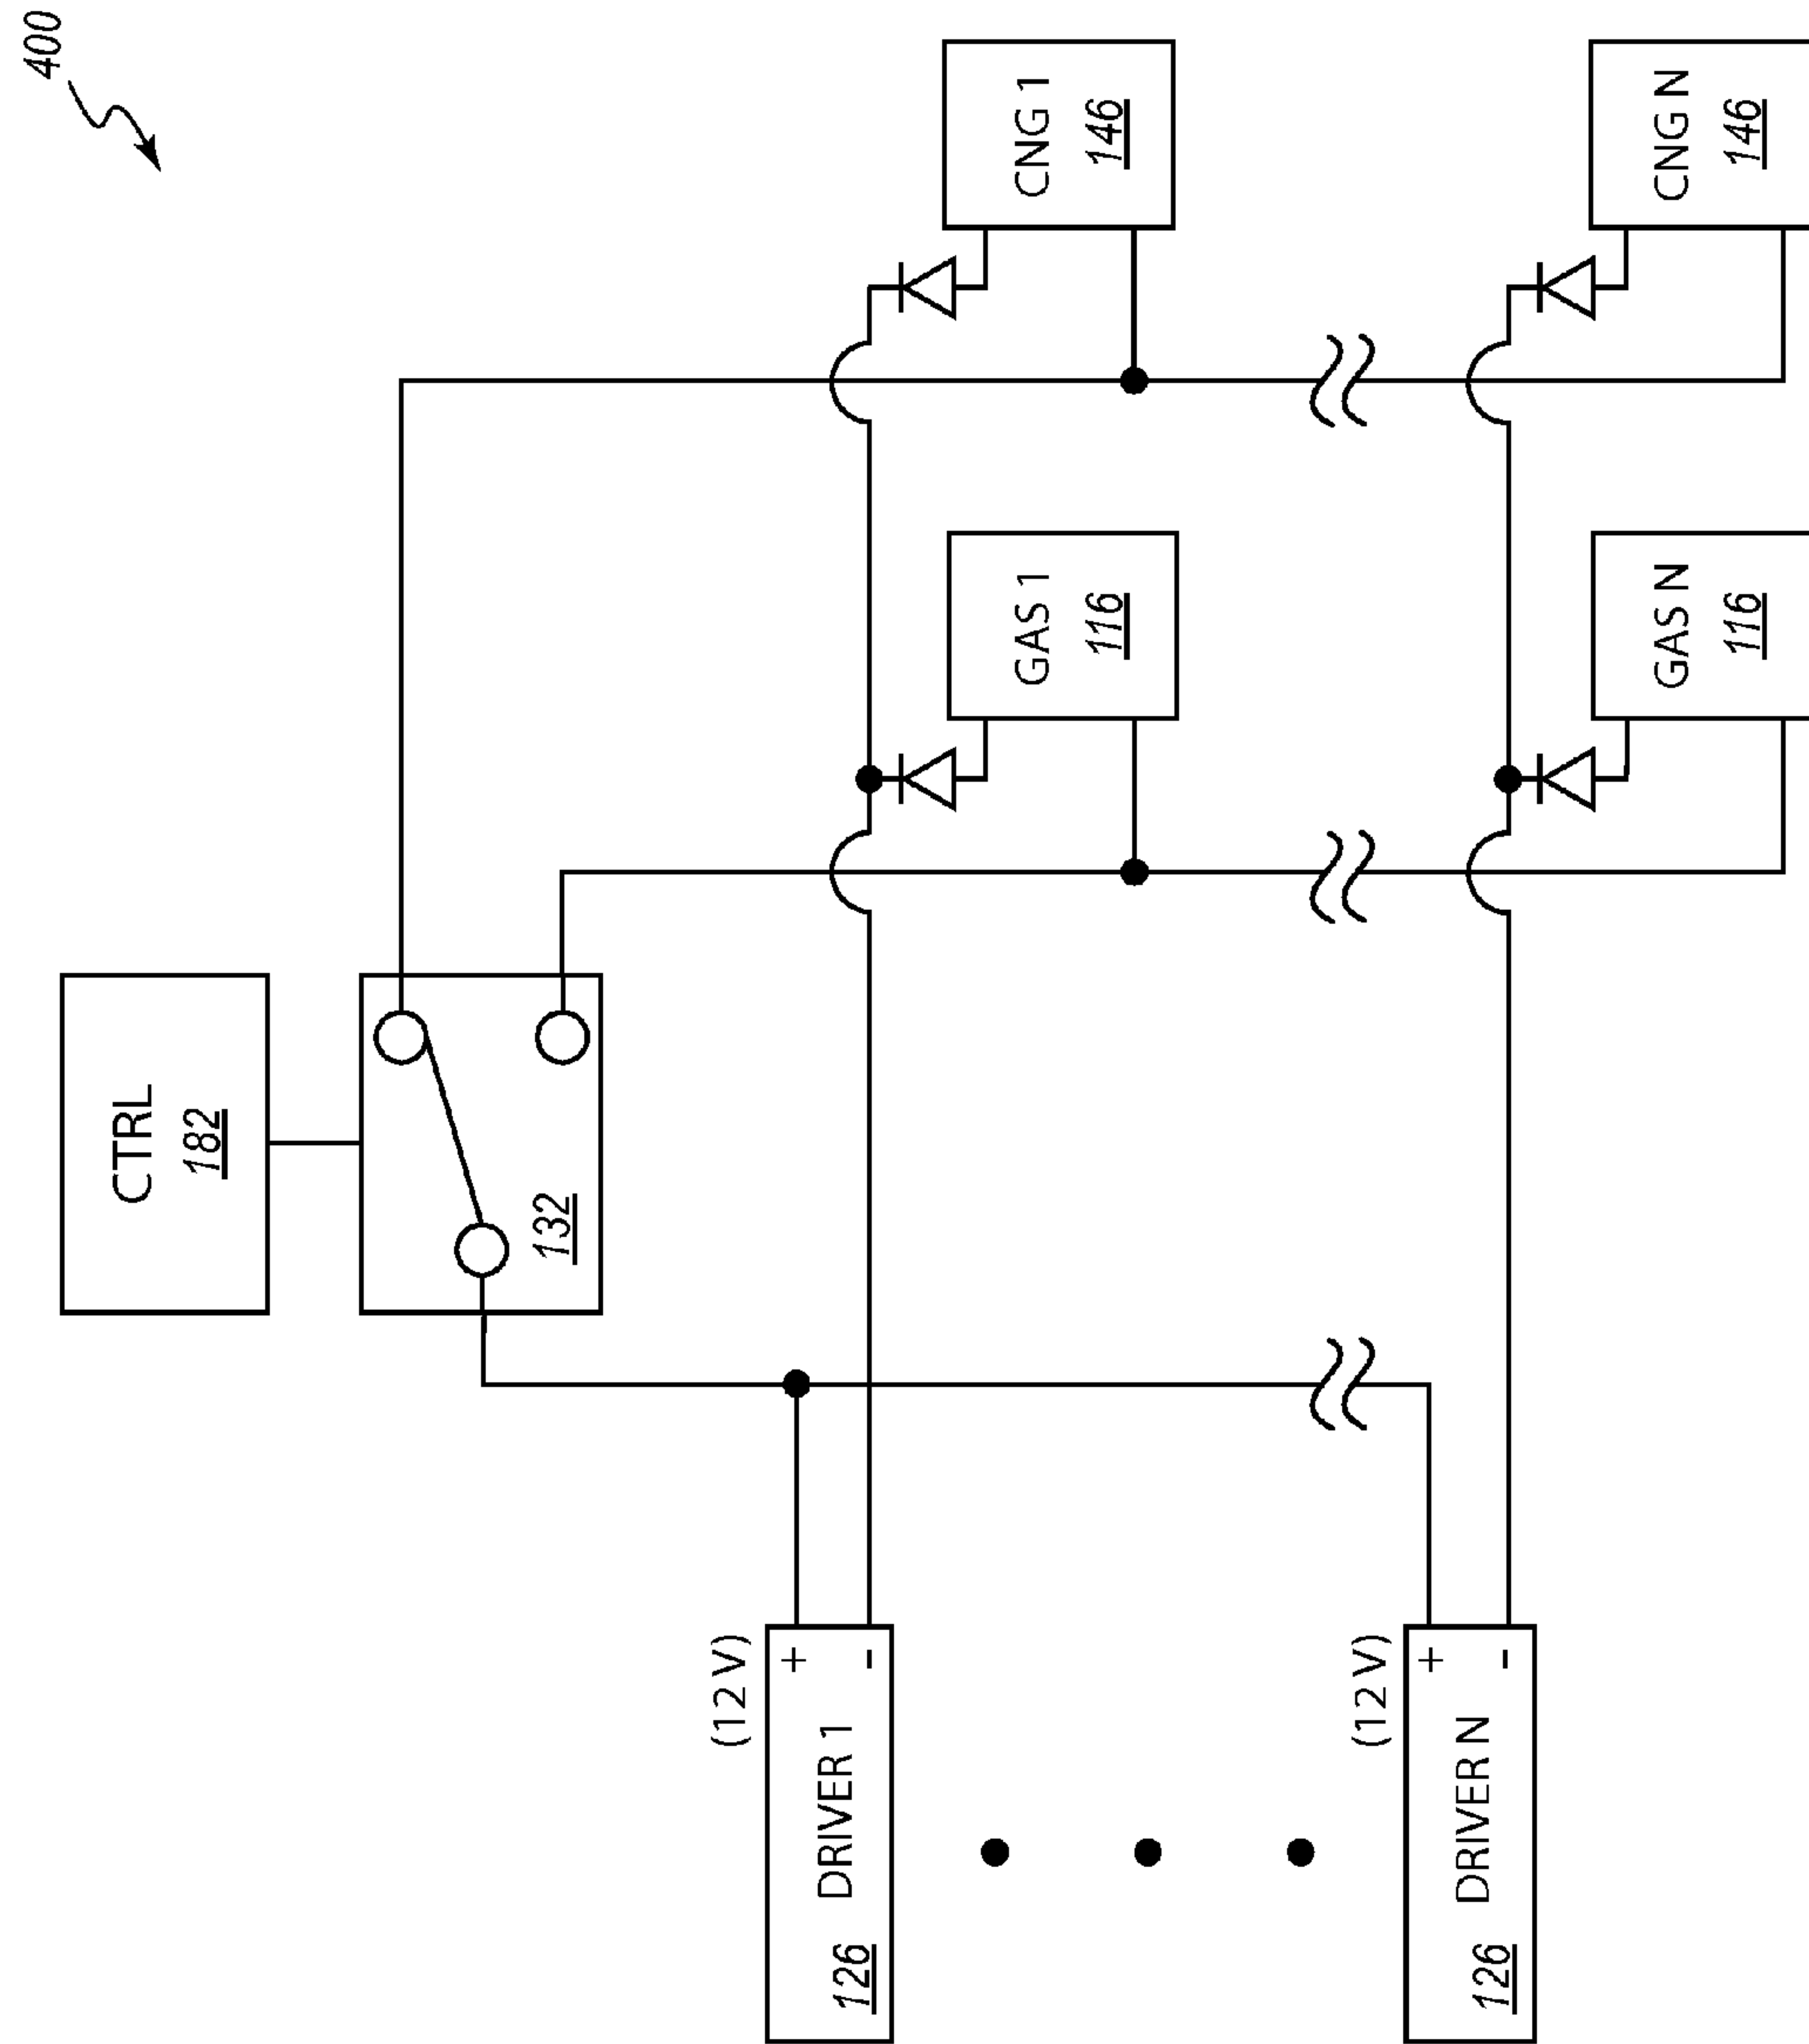 400
CTRL
182
132
(12 V)
+
-
DRIVER 1
126
GAS 1
116
CNG 1
146
(12 V)
+
-
DRIVER N
126
GAS N
116
CNG N
146